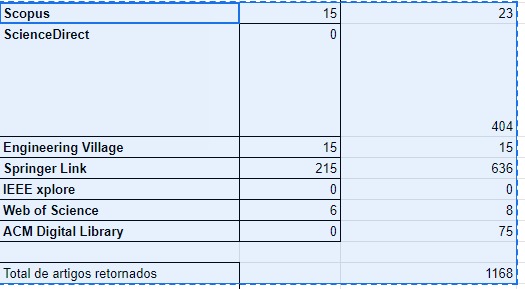 Scopus 15 23
ScienceDirect 0
404
Engineering Village 15 15
Springer Link 215 636
IEEE xplore 0 0
Web of Science 6 8
ACM Digital Library 0 75
Total de artigos retornados 1168